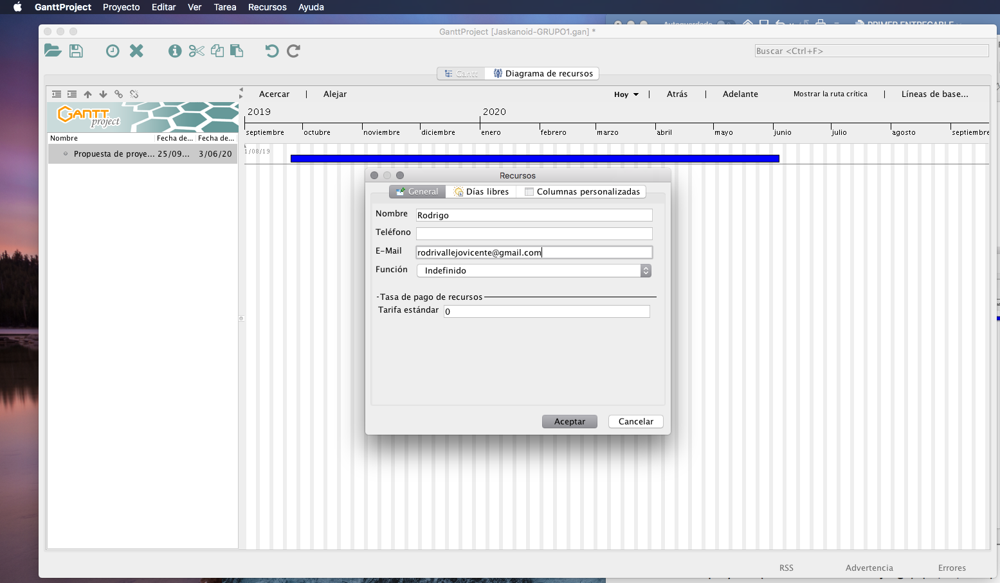 GanttProject Proyecto Editar Ver Tarea Recursos Ayuda
Autoguardado
PRIMER ENTREGABLE
GanttProject [Jaskanoid-GRUPO1.gan] *
Buscar <Ctrl+F>
Gantt Diagrama de recursos
Acercar | Alejar Hoy | Atrás | Adelante Mostrar la ruta crítica | Líneas de base...
GANTT project
2019 2020
septiembre octubre noviembre diciembre enero febrero marzo abril mayo junio julio agosto septiembre
Nombre Fecha de... Fecha de...
Propuesta de proye... 25/09... 3/06/20
1/08/19
Recursos
General Días libres Columnas personalizadas
Nombre Rodrigo
Teléfono
E-Mail rodrivallejovicente@gmail.com
Función Indefinido
Tasa de pago de recursos
Tarifa estándar 0
Aceptar Cancelar
RSS Advertencia Errores